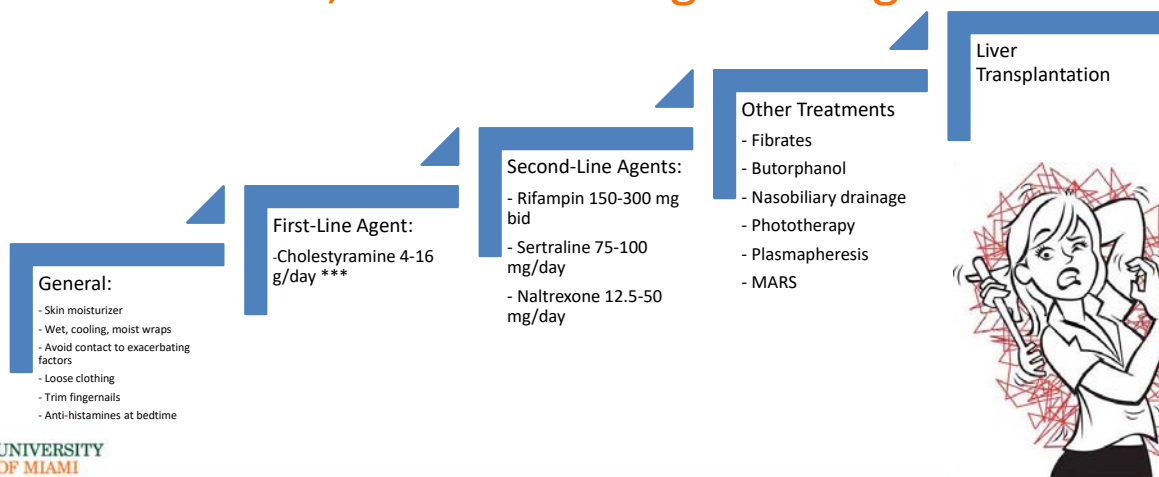 General:
- Skin moisturizer
- Wet, cooling, moist wraps
- Avoid contact to exacerbating
factors
- Loose clothing
- Trim fingernails
- Anti-histamines at bedtime
First-Line Agent:
-Cholestyramine 4-16
g/day ***
Second-Line Agents:
- Rifampin 150-300 mg
bid
- Sertraline 75-100
mg/day
- Naltrexone 12.5-50
mg/day
Other Treatments
- Fibrates
- Butorphanol
- Nasobiliary drainage
- Phototherapy
- Plasmapheresis
- MARS
Liver
Transplantation
UNIVERSITY
OF MIAMI